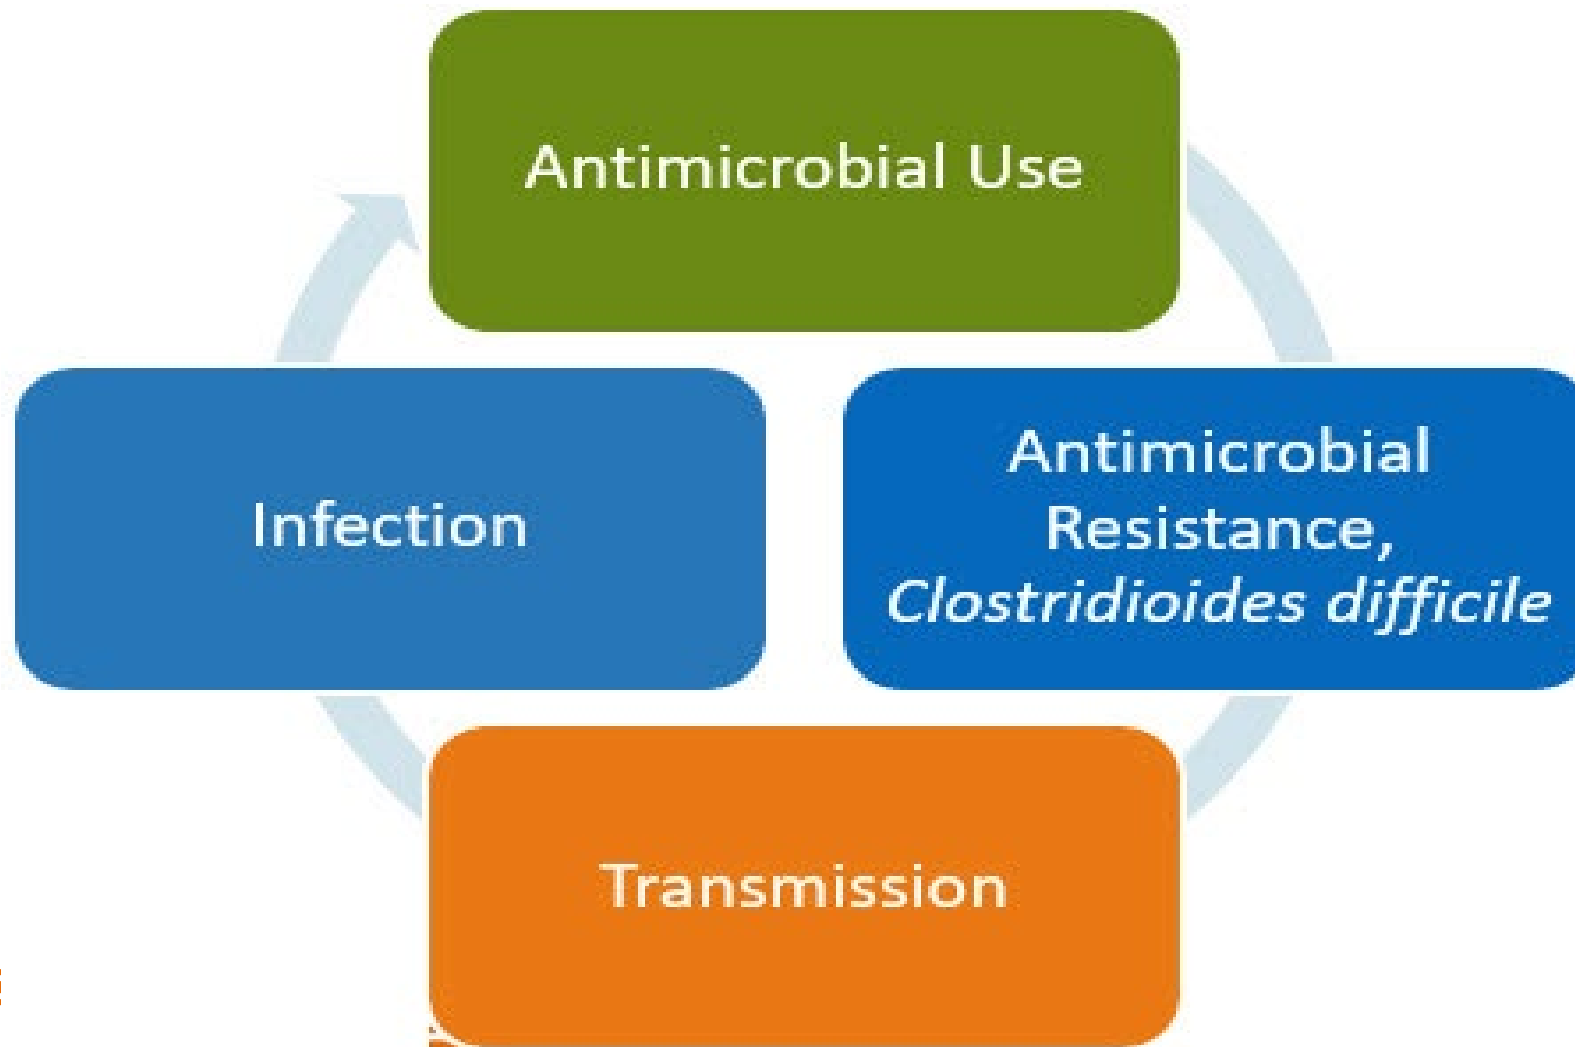 Antimicrobial Use
Infection
Antimicrobial
Resistance,
Clostridioides difficile
Transmission